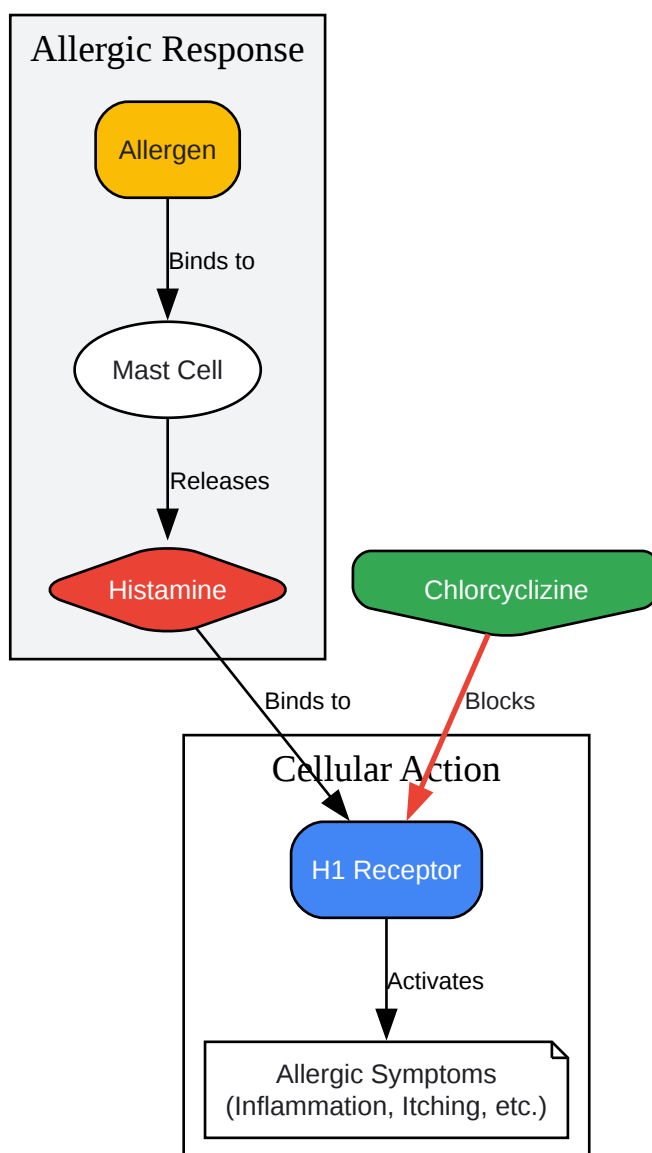 Allergic Response
Allergen
Binds to
Mast Cell
Releases
Histamine
Chlorcyclizine
Binds to
Blocks
Cellular Action
H1 Receptor
Activates
Allergic Symptoms
(Inflammation, Itching, etc.)